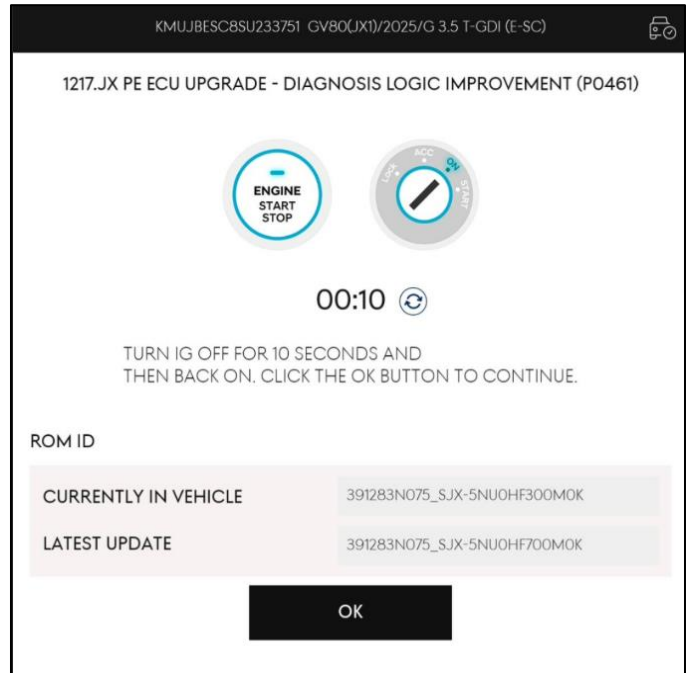 KMUJBESC8SU233751 GV80(JX1)/2025/G 3.5 T-GDI (E-SC)
1217.JX PE ECU UPGRADE - DIAGNOSIS LOGIC IMPROVEMENT (P0461)
ENGINE
START
STOP
Lock ACC ON START
00:10
TURN IG OFF FOR 10 SECONDS AND
THEN BACK ON. CLICK THE OK BUTTON TO CONTINUE.
ROM ID
CURRENTLY IN VEHICLE 391283N075_SJX-5NU0HF300M0K
LATEST UPDATE 391283N075_SJX-5NU0HF700M0K
OK